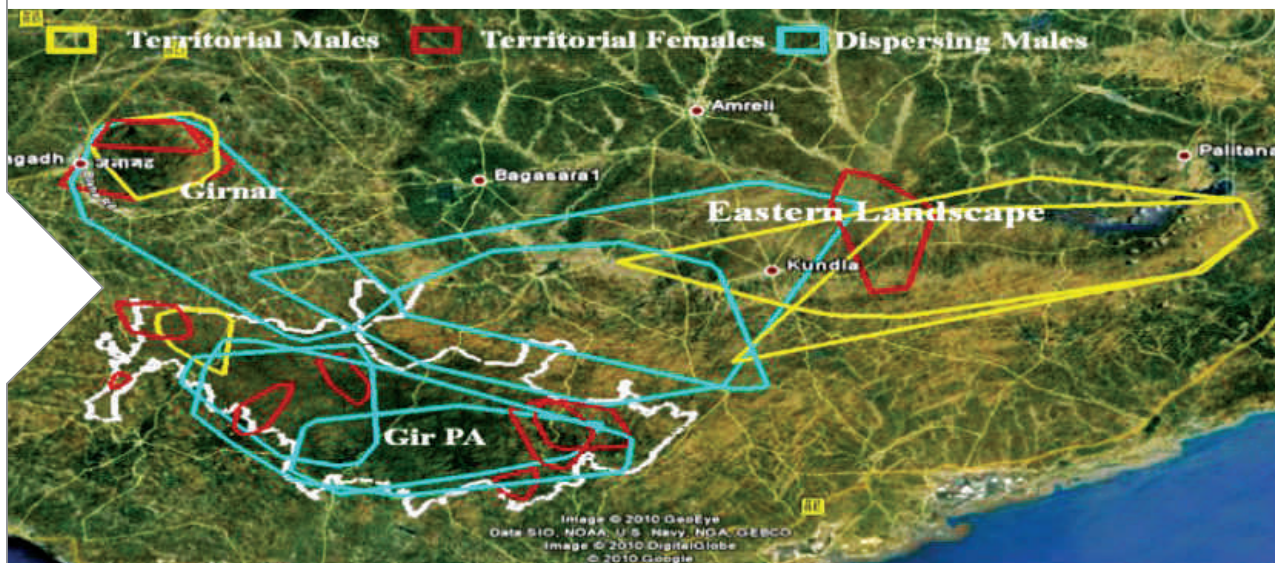 Territorial Males Territorial Females Dispersing Males
Amreli
agadh
Palitana
Bagasara1
Girnar
Eastern Landscape
Kundla
Gir PA
Image © 2010 GeoEye
Data SIO, NOAA, U.S. Navy, NGA, GEBCO
Image © 2010 DigitalGlobe
© 2010 Google